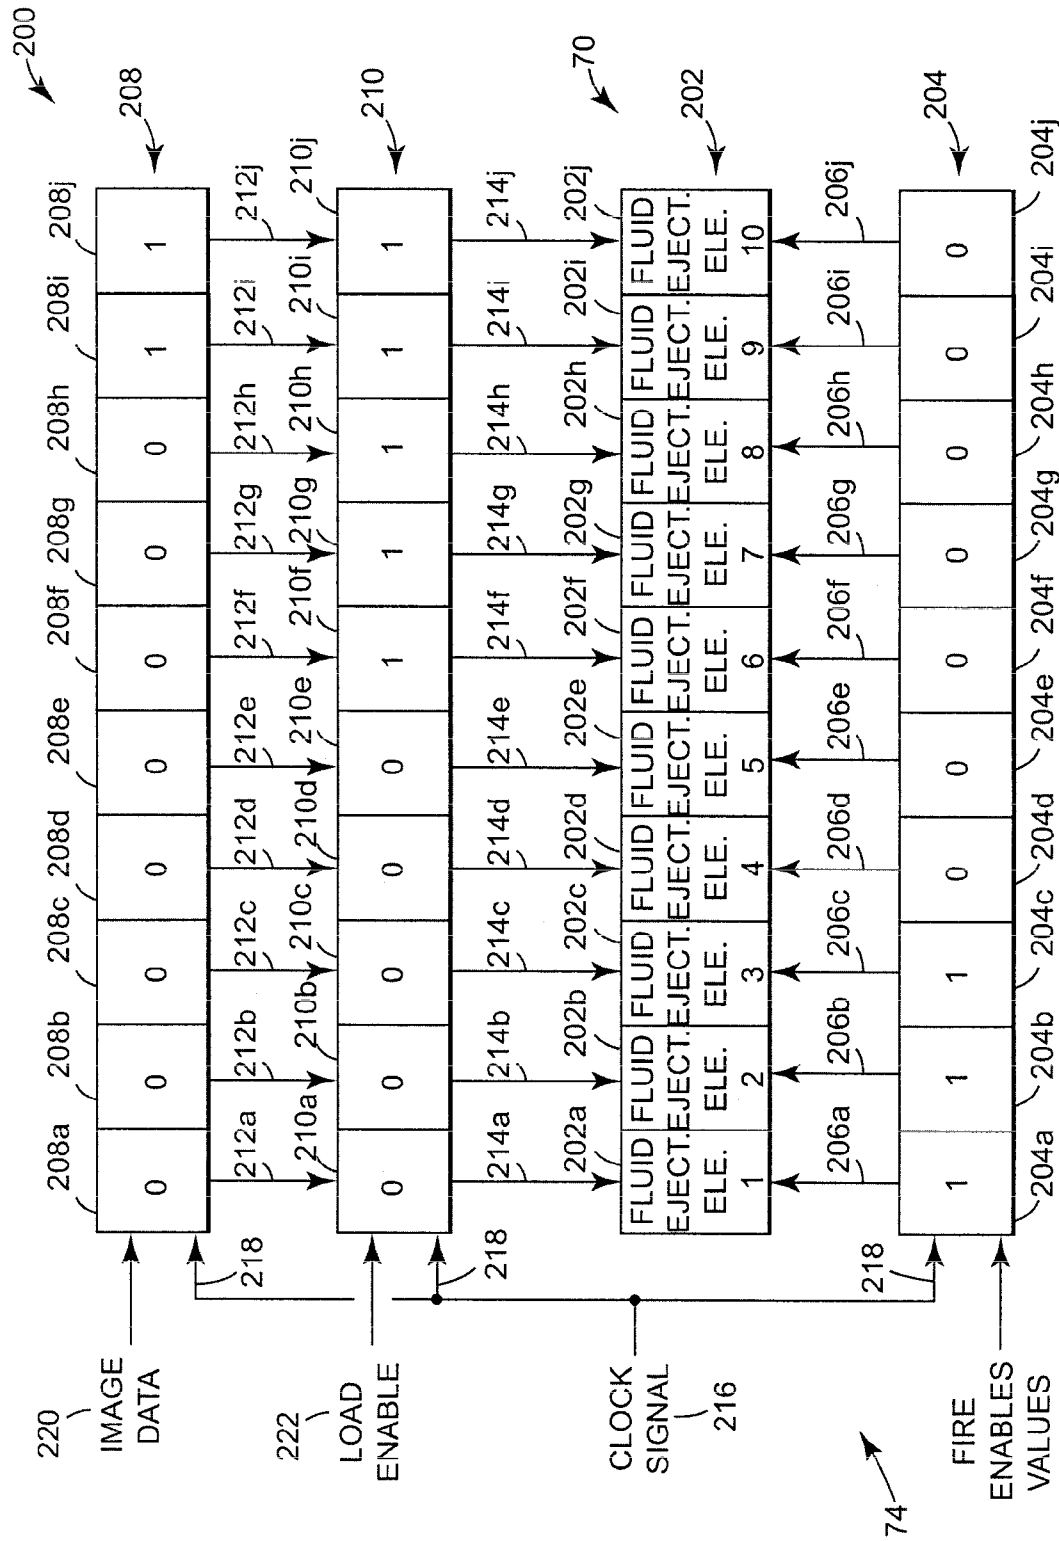 200
208a 208b 208c 208d 208e 208f 208g 208h 208i 208j
208
220
IMAGE
DATA
0 0 0 0 0 0 0 0 1 1
218
212a 212b 212c 212d 212e 212f 212g 212h 212i 212j
210a 210b 210c 210d 210e 210f 210g 210h 210i 210j
210
222
LOAD
ENABLE
0 0 0 0 0 1 1 1 1 1
218
214a 214b 214c 214d 214e 214f 214g 214h 214i 214j
70
202a 202b 202c 202d 202e 202f 202g 202h 202i 202j
202
CLOCK
SIGNAL
216
FLUID FLUID FLUID FLUID FLUID FLUID FLUID FLUID FLUID FLUID
EJECT. EJECT. EJECT. EJECT. EJECT. EJECT. EJECT. EJECT. EJECT. EJECT.
ELE. ELE. ELE. ELE. ELE. ELE. ELE. ELE. ELE. ELE.
1 2 3 4 5 6 7 8 9 10
206a 206b 206c 206d 206e 206f 206g 206h 206i 206j
218
204
74
FIRE
ENABLES
VALUES
1 1 1 0 0 0 0 0 0 0
204a 204b 204c 204d 204e 204f 204g 204h 204i 204j